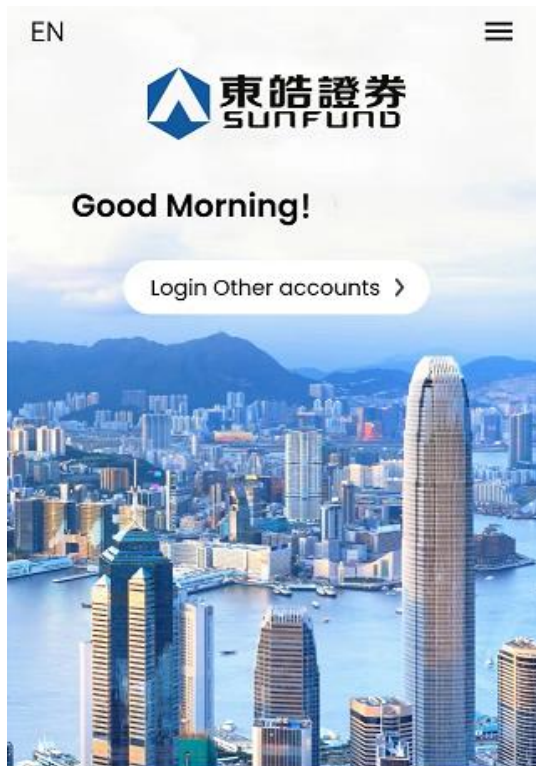 EN
東皓證券
SUNFUND
Good Morning!
Login Other accounts